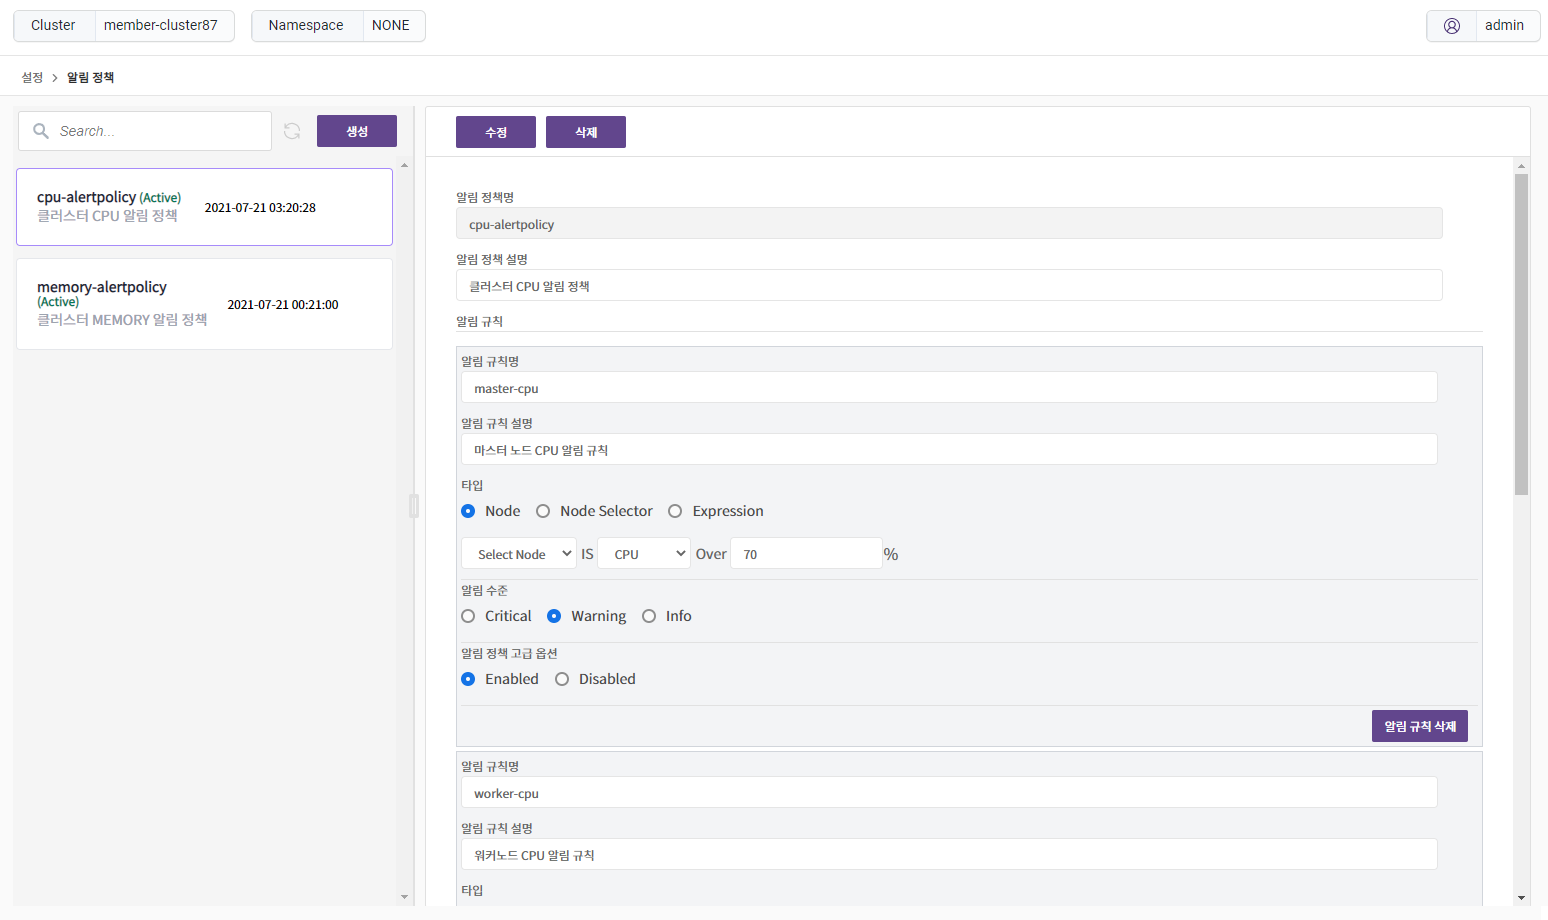 Cluster member-cluster87 Namespace NONE admin
설정 > 알림 정책
Search... 생성
cpu-alertpolicy (Active) 2021-07-21 03:20:28
클러스터 CPU 알림 정책
memory-alertpolicy
(Active) 2021-07-21 00:21:00
클러스터 MEMORY 알림 정책
수정 삭제
알림 정책명
cpu-alertpolicy
알림 정책 설명
클러스터 CPU 알림 정책
알림 규칙
알림 규칙명
master-cpu
알림 규칙 설명
마스터 노드 CPU 알림 규칙
타입
Node Node Selector Expression
Select Node IS CPU Over 70 %
알림 수준
Critical Warning Info
알림 정책 고급 옵션
Enabled Disabled
알림 규칙 삭제
알림 규칙명
worker-cpu
알림 규칙 설명
워커노드 CPU 알림 규칙
타입